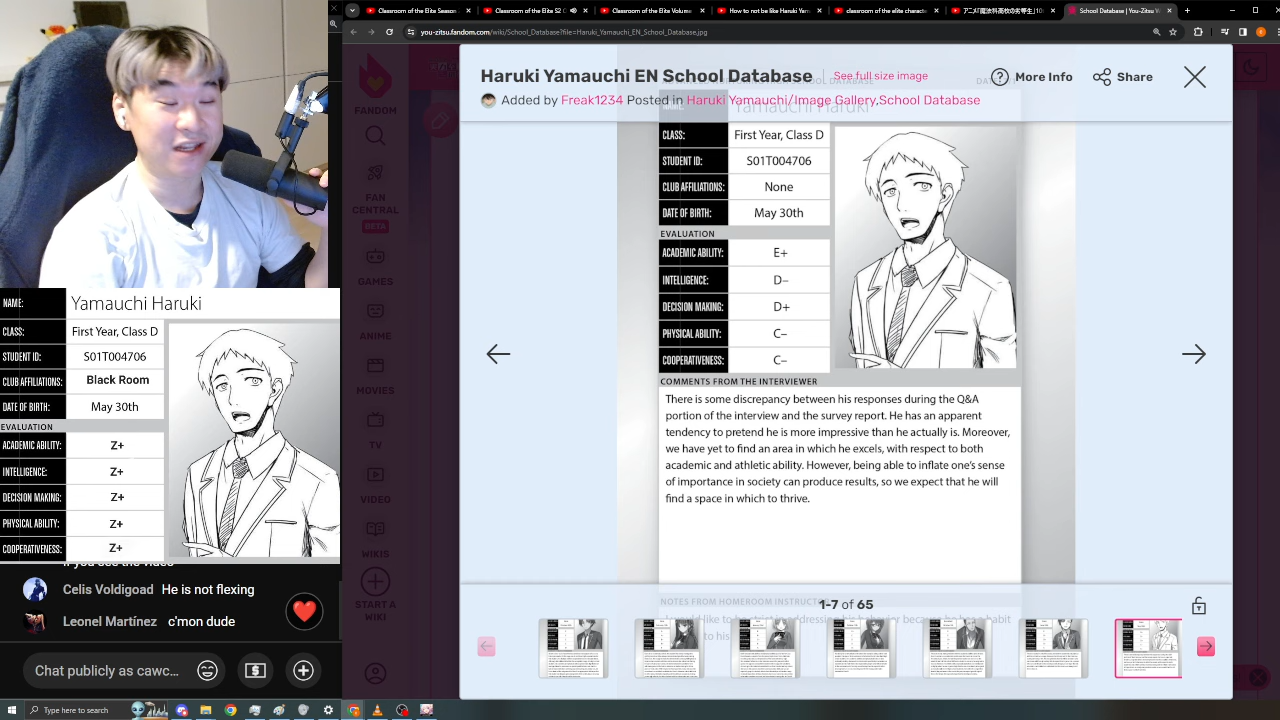 Classroom of the Elite Season
Classroom of the Elite S2
Classroom of the Elite Volume
How to not be like Haruki Yam
classroom of the elite characte
School Database | You-Zitsu W
you-zitsu.fandom.com/wiki/School_Database?file=Haruki_Yamauchi_EN_School_Database.jpg
Haruki Yamauchi EN School Database
See full size image
More Info
Share
Added by Freak1234 Posted in Haruki Yamauchi/Image Gallery,School Database
FANDOM
FAN CENTRAL
BETA
GAMES
ANIME
MOVIES
TV
VIDEO
WIKIS
START A WIKI
NAME: Yamauchi Haruki
CLASS: First Year, Class D
STUDENT ID: S01T004706
CLUB AFFILIATIONS: None
DATE OF BIRTH: May 30th
EVALUATION
ACADEMIC ABILITY: E+
INTELLIGENCE: D–
DECISION MAKING: D+
PHYSICAL ABILITY: C–
COOPERATIVENESS: C–
COMMENTS FROM THE INTERVIEWER
There is some discrepancy between his responses during the Q&A
portion of the interview and the survey report. He has an apparent
tendency to pretend he is more impressive than he actually is. Moreover,
we have yet to find an area in which he excels, with respect to both
academic and athletic ability. However, being able to inflate one's sense
of importance in society can produce results, so we expect that he will
find a space in which to thrive.
NOTES FROM HOMEROOM INSTRUCTOR
1-7 of 65
NAME: Yamauchi Haruki
CLASS: First Year, Class D
STUDENT ID: S01T004706
CLUB AFFILIATIONS: Black Room
DATE OF BIRTH: May 30th
EVALUATION
ACADEMIC ABILITY: Z+
INTELLIGENCE: Z+
DECISION MAKING: Z+
PHYSICAL ABILITY: Z+
COOPERATIVENESS: Z+
if you see the video
Celis Voldigoad He is not flexing
Leonel Martínez c'mon dude
Chat publicly as cawc...
Type here to search